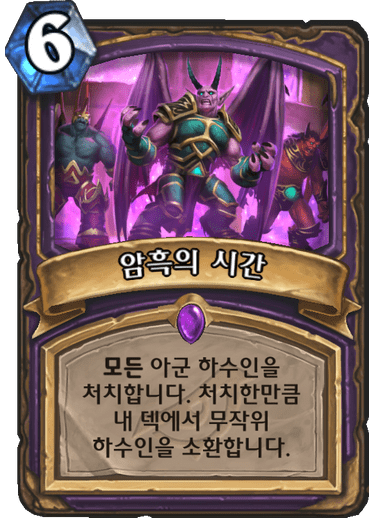 6
암흑의 시간
모든 아군 하수인을
처치합니다. 처치한만큼
내 덱에서 무작위
하수인을 소환합니다.